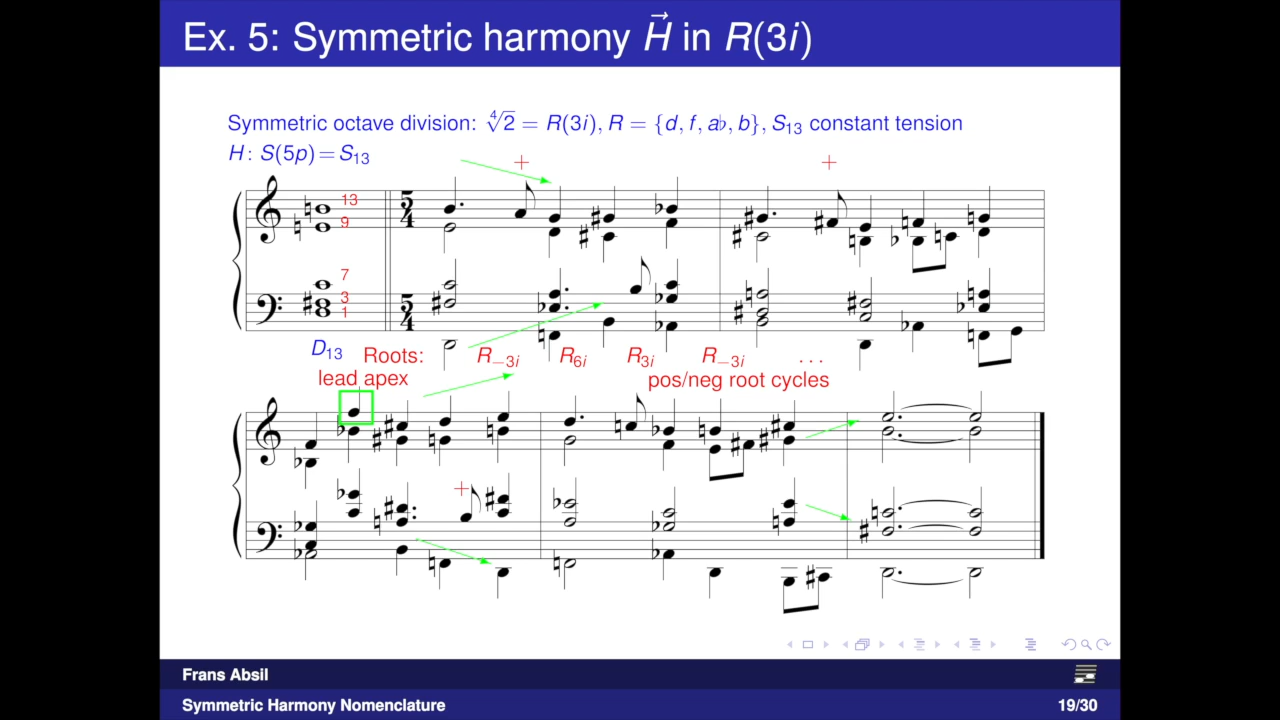 Ex. 5: Symmetric harmony H⃗ in R(3i)
Symmetric octave division: ∜2 = R(3i), R = {d, f, a♭, b}, S₁₃ constant tension
H: S(5p) = S₁₃
+ +
13
9
7
3
1
5
4
5
4
D₁₃ Roots: R₋₃ᵢ R₆ᵢ R₃ᵢ R₋₃ᵢ ...
lead apex pos/neg root cycles
+
Frans Absil
Symmetric Harmony Nomenclature 19/30